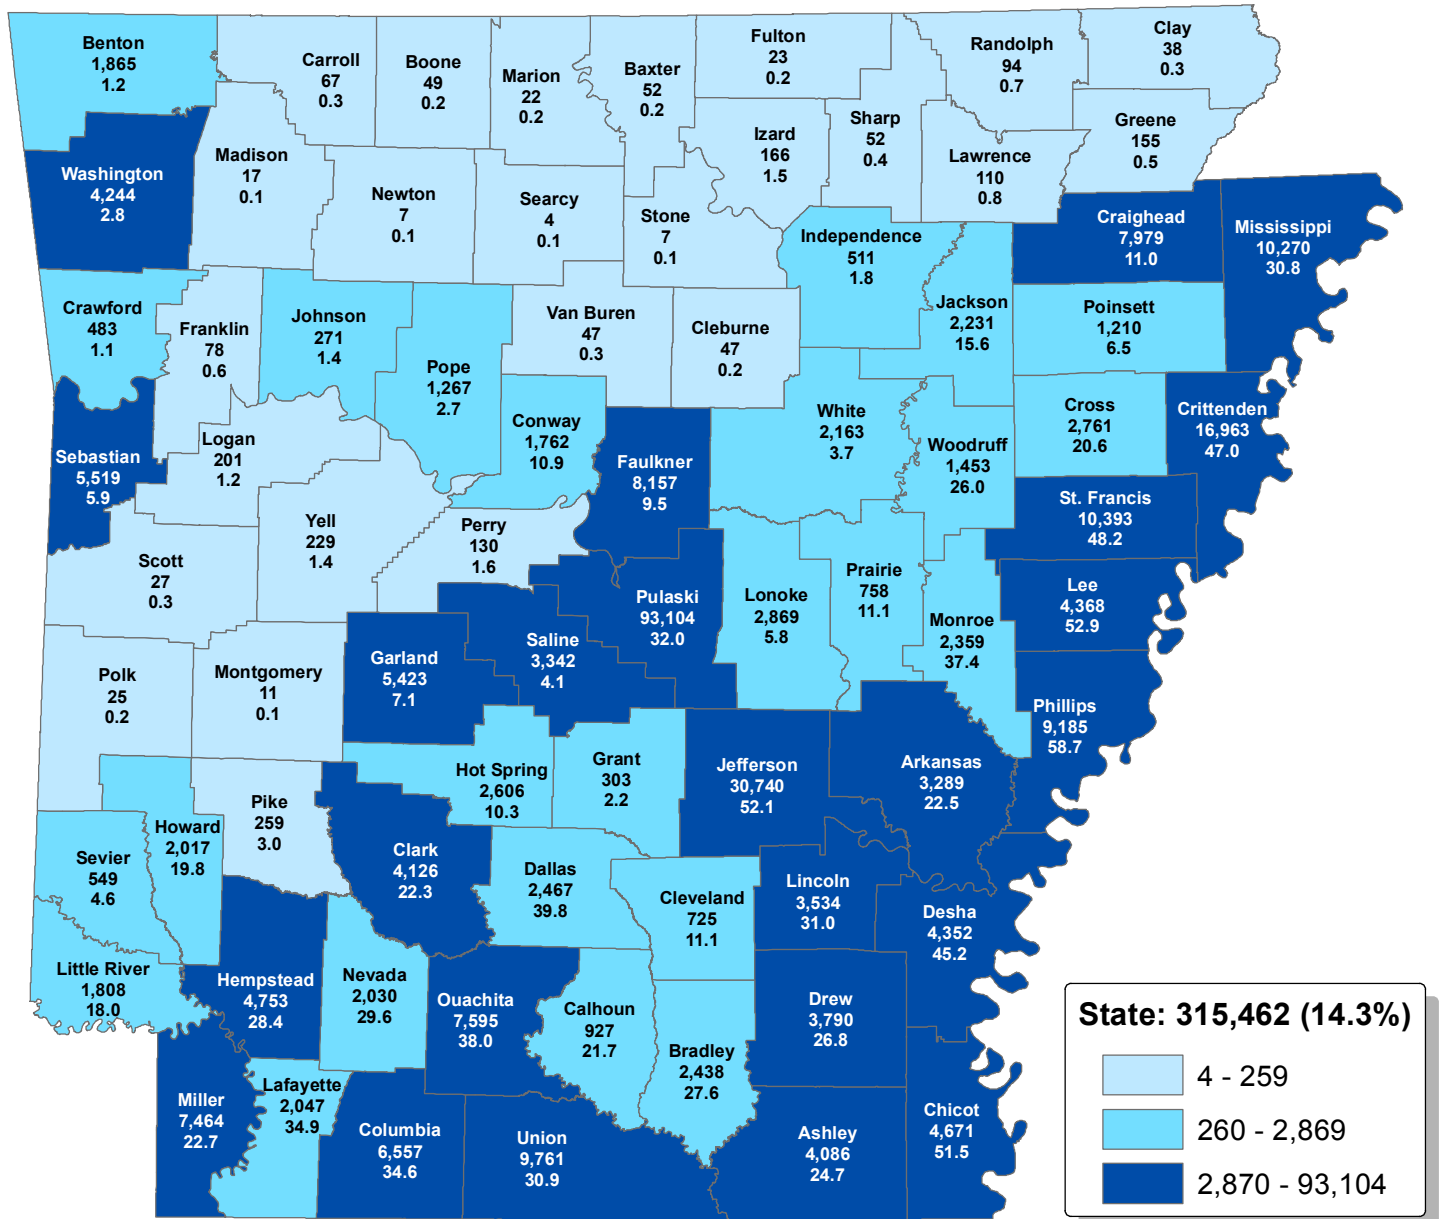 Benton
1,865
1.2
Carroll
67
0.3
Boone
49
0.2
Marion
22
0.2
Baxter
52
0.2
Fulton
23
0.2
Randolph
94
0.7
Clay
38
0.3
Washington
4,244
2.8
Madison
17
0.1
Newton
7
0.1
Searcy
4
0.1
Stone
7
0.1
Izard
166
1.5
Sharp
52
0.4
Lawrence
110
0.8
Greene
155
0.5
Craighead
7,979
11.0
Mississippi
10,270
30.8
Crawford
483
1.1
Franklin
78
0.6
Johnson
271
1.4
Pope
1,267
2.7
Van Buren
47
0.3
Cleburne
47
0.2
Independence
511
1.8
Jackson
2,231
15.6
Poinsett
1,210
6.5
Sebastian
5,519
5.9
Logan
201
1.2
Conway
1,762
10.9
Faulkner
8,157
9.5
White
2,163
3.7
Woodruff
1,453
26.0
Cross
2,761
20.6
Crittenden
16,963
47.0
Scott
27
0.3
Yell
229
1.4
Perry
130
1.6
St. Francis
10,393
48.2
Saline
3,342
4.1
Pulaski
93,104
32.0
Lonoke
2,869
5.8
Prairie
758
11.1
Monroe
2,359
37.4
Lee
4,368
52.9
Polk
25
0.2
Montgomery
11
0.1
Garland
5,423
7.1
Phillips
9,185
58.7
Hot Spring
2,606
10.3
Grant
303
2.2
Jefferson
30,740
52.1
Arkansas
3,289
22.5
Sevier
549
4.6
Howard
2,017
19.8
Pike
259
3.0
Clark
4,126
22.3
Dallas
2,467
39.8
Cleveland
725
11.1
Lincoln
3,534
31.0
Desha
4,352
45.2
Little River
1,808
18.0
Hempstead
4,753
28.4
Nevada
2,030
29.6
Ouachita
7,595
38.0
Calhoun
927
21.7
Bradley
2,438
27.6
Drew
3,790
26.8
Miller
7,464
22.7
Lafayette
2,047
34.9
Columbia
6,557
34.6
Union
9,761
30.9
Ashley
4,086
24.7
Chicot
4,671
51.5
State: 315,462 (14.3%)
4 - 259
260 - 2,869
2,870 - 93,104